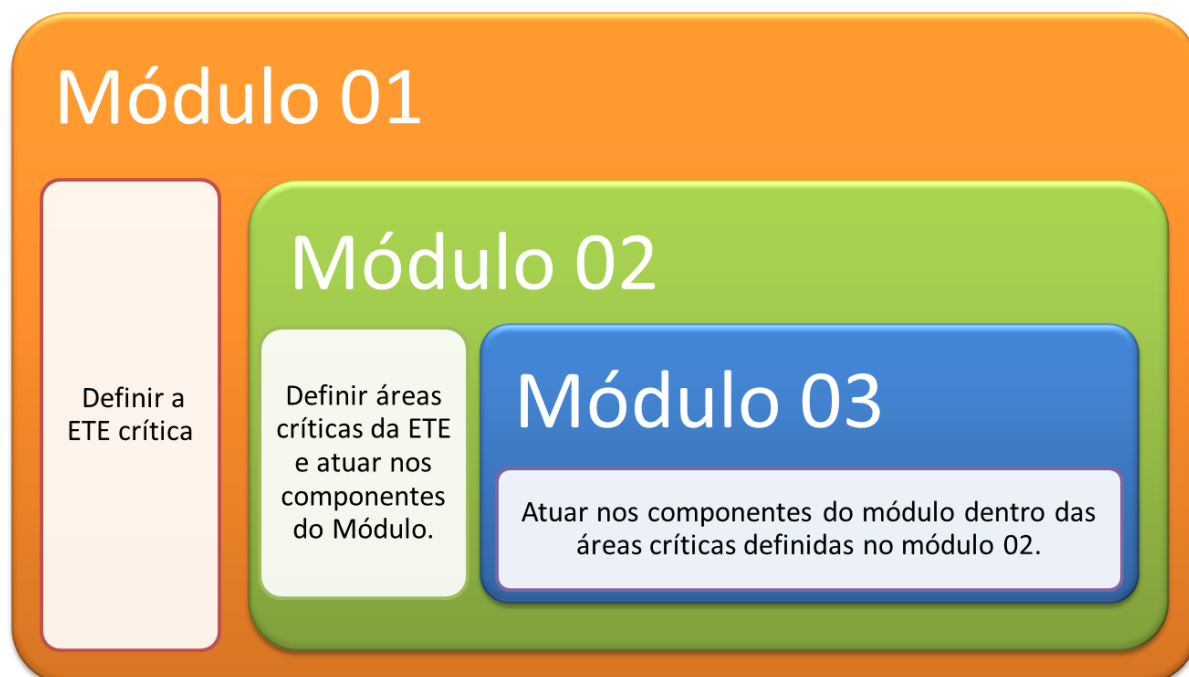 Módulo 01
Definir a
ETE crítica
Módulo 02
Definir áreas
críticas da ETE
e atuar nos
componentes
do Módulo.
Módulo 03
Atuar nos componentes do módulo dentro das
áreas críticas definidas no módulo 02.